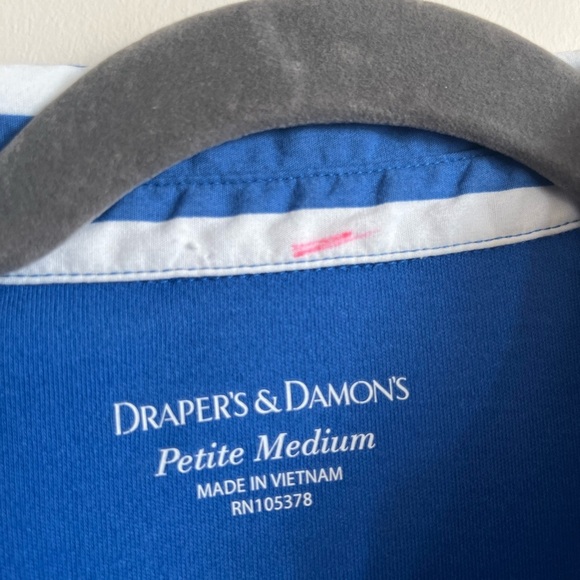 DRAPER'S & DAMON'S
Petite Medium
MADE IN VIETNAM
RN105378